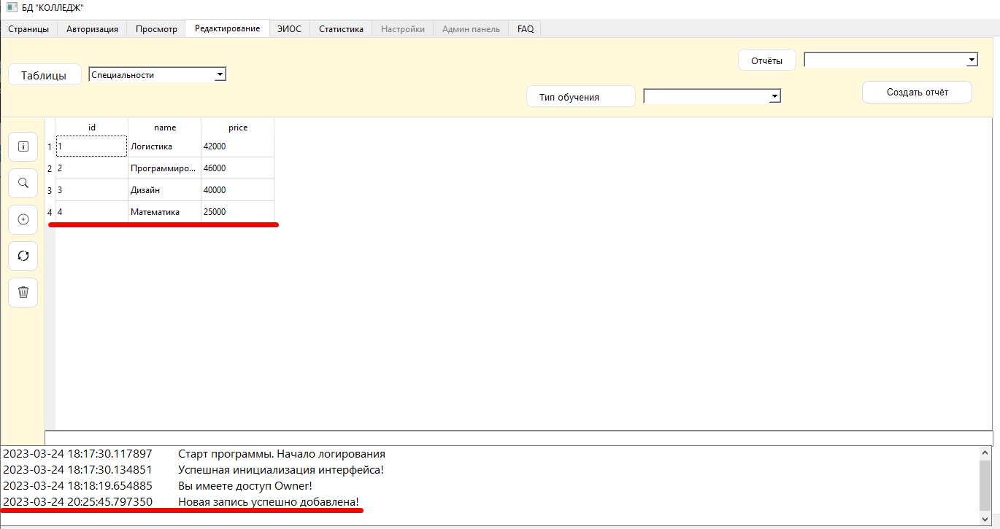 БД "КОЛЛЕДЖ"
Страницы Авторизация Просмотр Редактирование ЭИОС Статистика Настройки Админ панель FAQ
Отчёты
Таблицы Специальности
Тип обучения Создать отчёт
id name price
1 1 Логистика 42000
2 2 Программиро... 46000
3 3 Дизайн 40000
4 4 Математика 25000
2023-03-24 18:17:30.117897 Старт программы. Начало логирования
2023-03-24 18:17:30.134851 Успешная инициализация интерфейса!
2023-03-24 18:18:19.654885 Вы имеете доступ Owner!
2023-03-24 20:25:45.797350 Новая запись успешно добавлена!